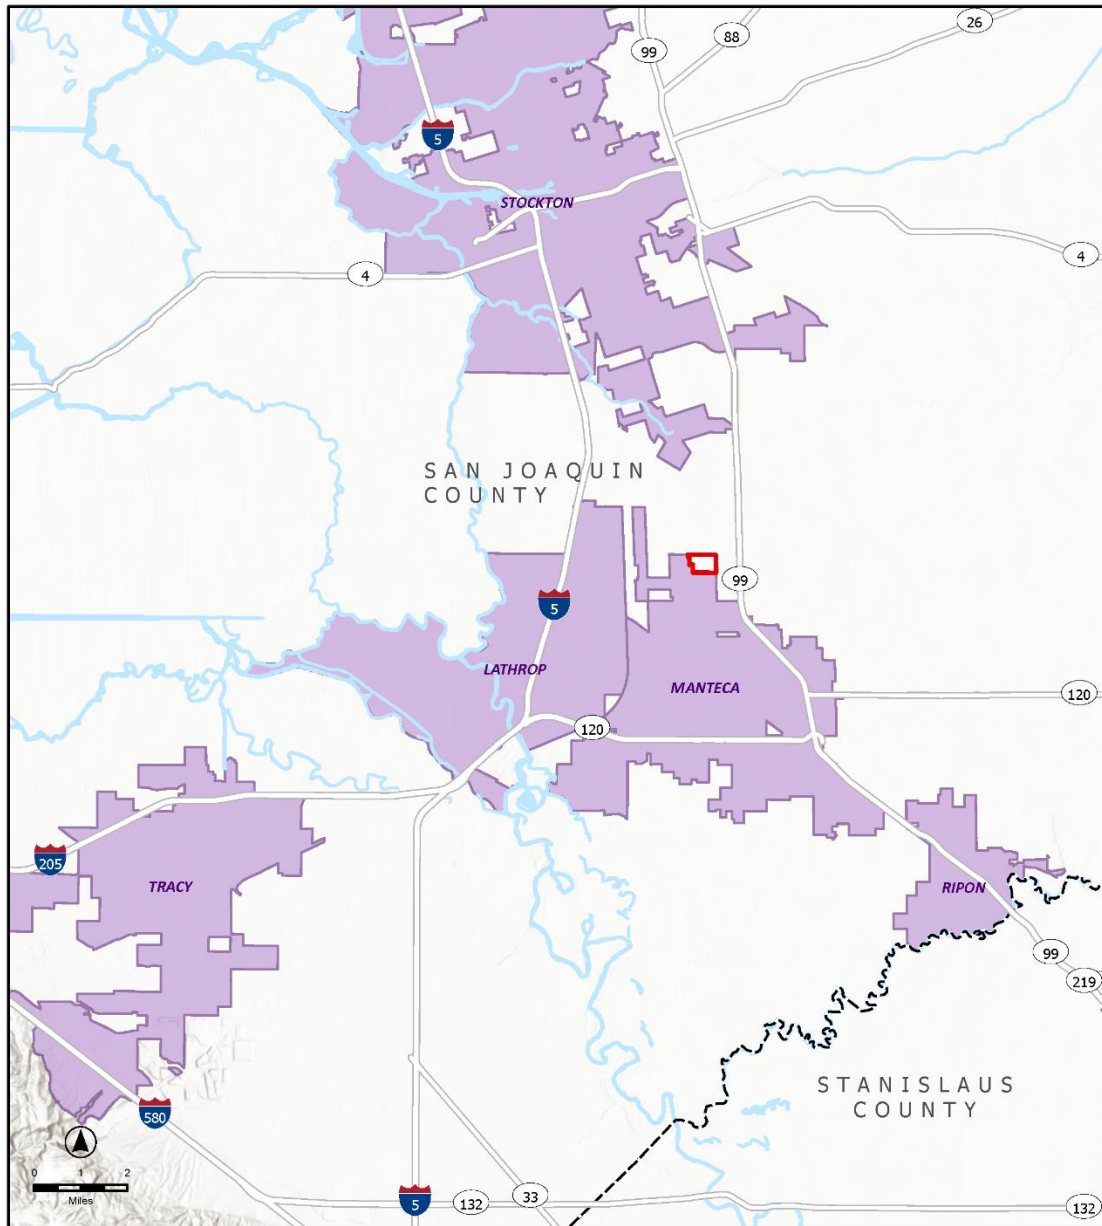 26
88
99
5
STOCKTON
4
4
SAN JOAQUIN
COUNTY
99
5
LATHROP
MANTECA
120
120
205
TRACY
RIPON
99
219
STANISLAUS
COUNTY
580
0 1 2
Miles
5
132
33
132